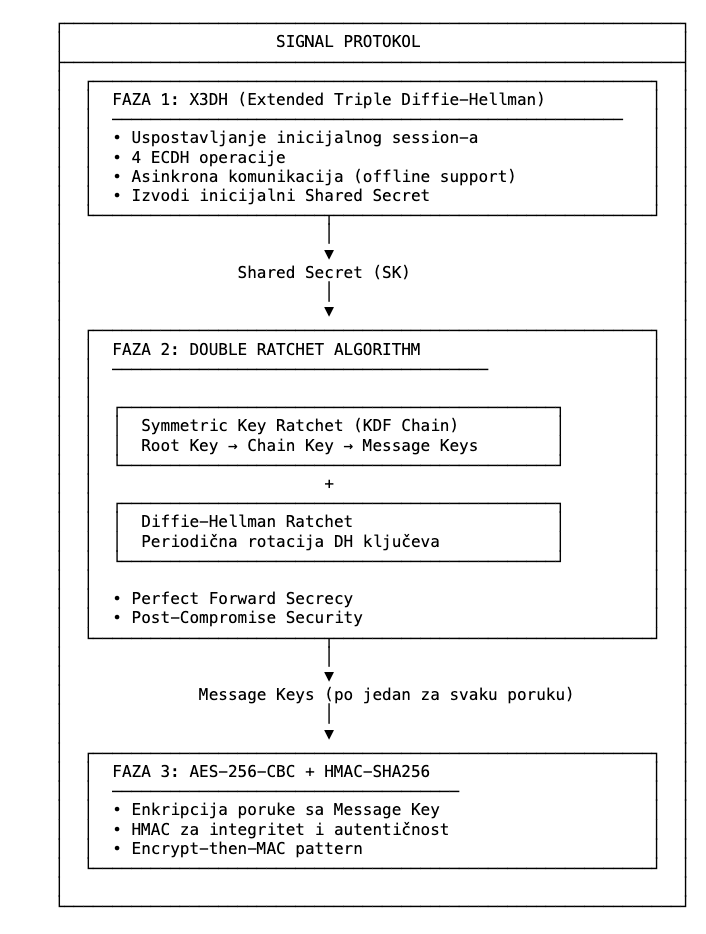 SIGNAL PROTOKOL
FAZA 1: X3DH (Extended Triple Diffie-Hellman)
• Uspostavljanje inicijalnog session-a
• 4 ECDH operacije
• Asinkrona komunikacija (offline support)
• Izvodi inicijalni Shared Secret
Shared Secret (SK)
FAZA 2: DOUBLE RATCHET ALGORITHM
Symmetric Key Ratchet (KDF Chain)
Root Key → Chain Key → Message Keys
+
Diffie-Hellman Ratchet
Periodična rotacija DH ključeva
• Perfect Forward Secrecy
• Post-Compromise Security
Message Keys (po jedan za svaku poruku)
FAZA 3: AES-256-CBC + HMAC-SHA256
• Enkripcija poruke sa Message Key
• HMAC za integritet i autentičnost
• Encrypt-then-MAC pattern